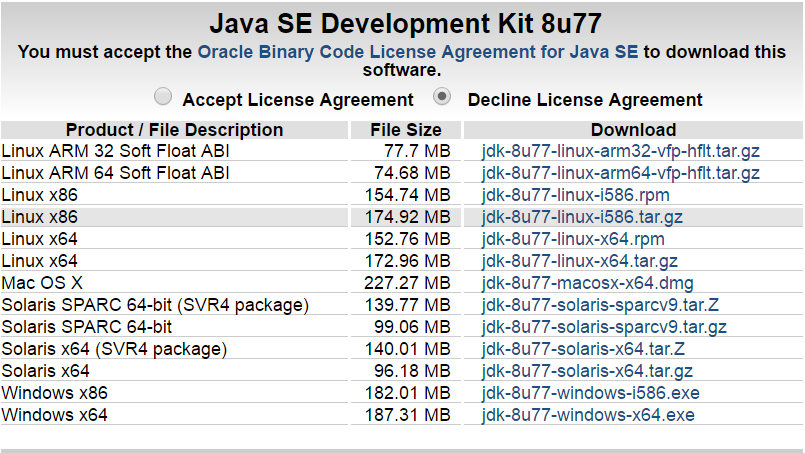 Java SE Development Kit 8u77
You must accept the Oracle Binary Code License Agreement for Java SE to download this
software.
Accept License Agreement Decline License Agreement
Product / File Description File Size Download
Linux ARM 32 Soft Float ABI 77.7 MB jdk-8u77-linux-arm32-vfp-hflt.tar.gz
Linux ARM 64 Soft Float ABI 74.68 MB jdk-8u77-linux-arm64-vfp-hflt.tar.gz
Linux x86 154.74 MB jdk-8u77-linux-i586.rpm
Linux x86 174.92 MB jdk-8u77-linux-i586.tar.gz
Linux x64 152.76 MB jdk-8u77-linux-x64.rpm
Linux x64 172.96 MB jdk-8u77-linux-x64.tar.gz
Mac OS X 227.27 MB jdk-8u77-macosx-x64.dmg
Solaris SPARC 64-bit (SVR4 package) 139.77 MB jdk-8u77-solaris-sparcv9.tar.Z
Solaris SPARC 64-bit 99.06 MB jdk-8u77-solaris-sparcv9.tar.gz
Solaris x64 (SVR4 package) 140.01 MB jdk-8u77-solaris-x64.tar.Z
Solaris x64 96.18 MB jdk-8u77-solaris-x64.tar.gz
Windows x86 182.01 MB jdk-8u77-windows-i586.exe
Windows x64 187.31 MB jdk-8u77-windows-x64.exe